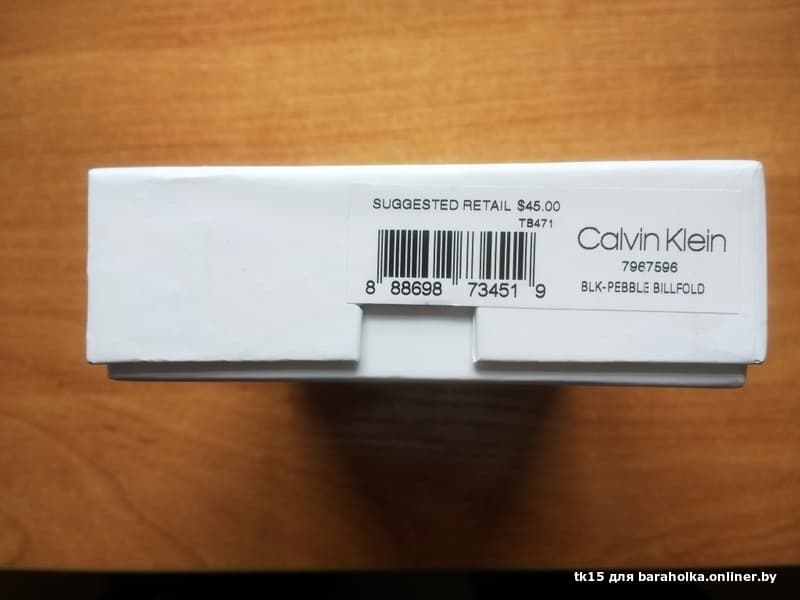 SUGGESTED RETAIL $45.00
TB471
8 88698 73451 9
Calvin Klein
7967596
BLK-PEBBLE BILLFOLD
tk15 для baraholka.onliner.by